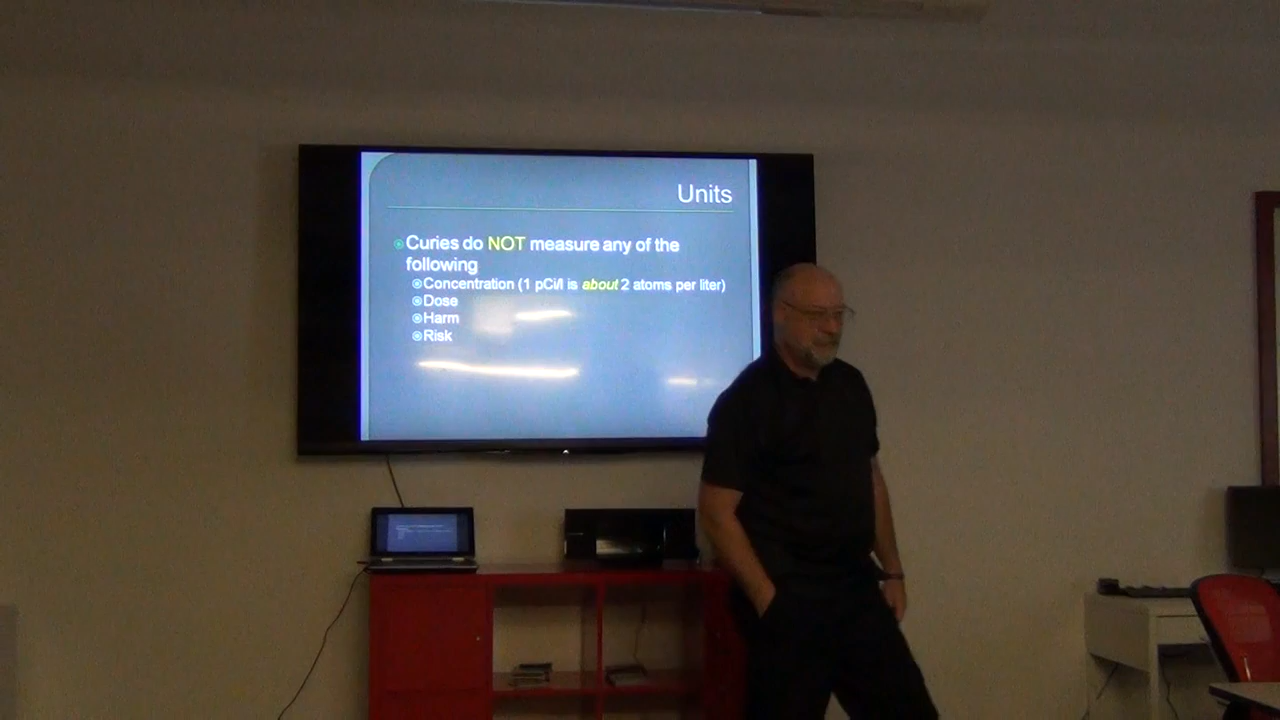 Units
Curies do NOT measure any of the
following
Concentration (1 pCi/l is about 2 atoms per liter)
Dose
Harm
Risk